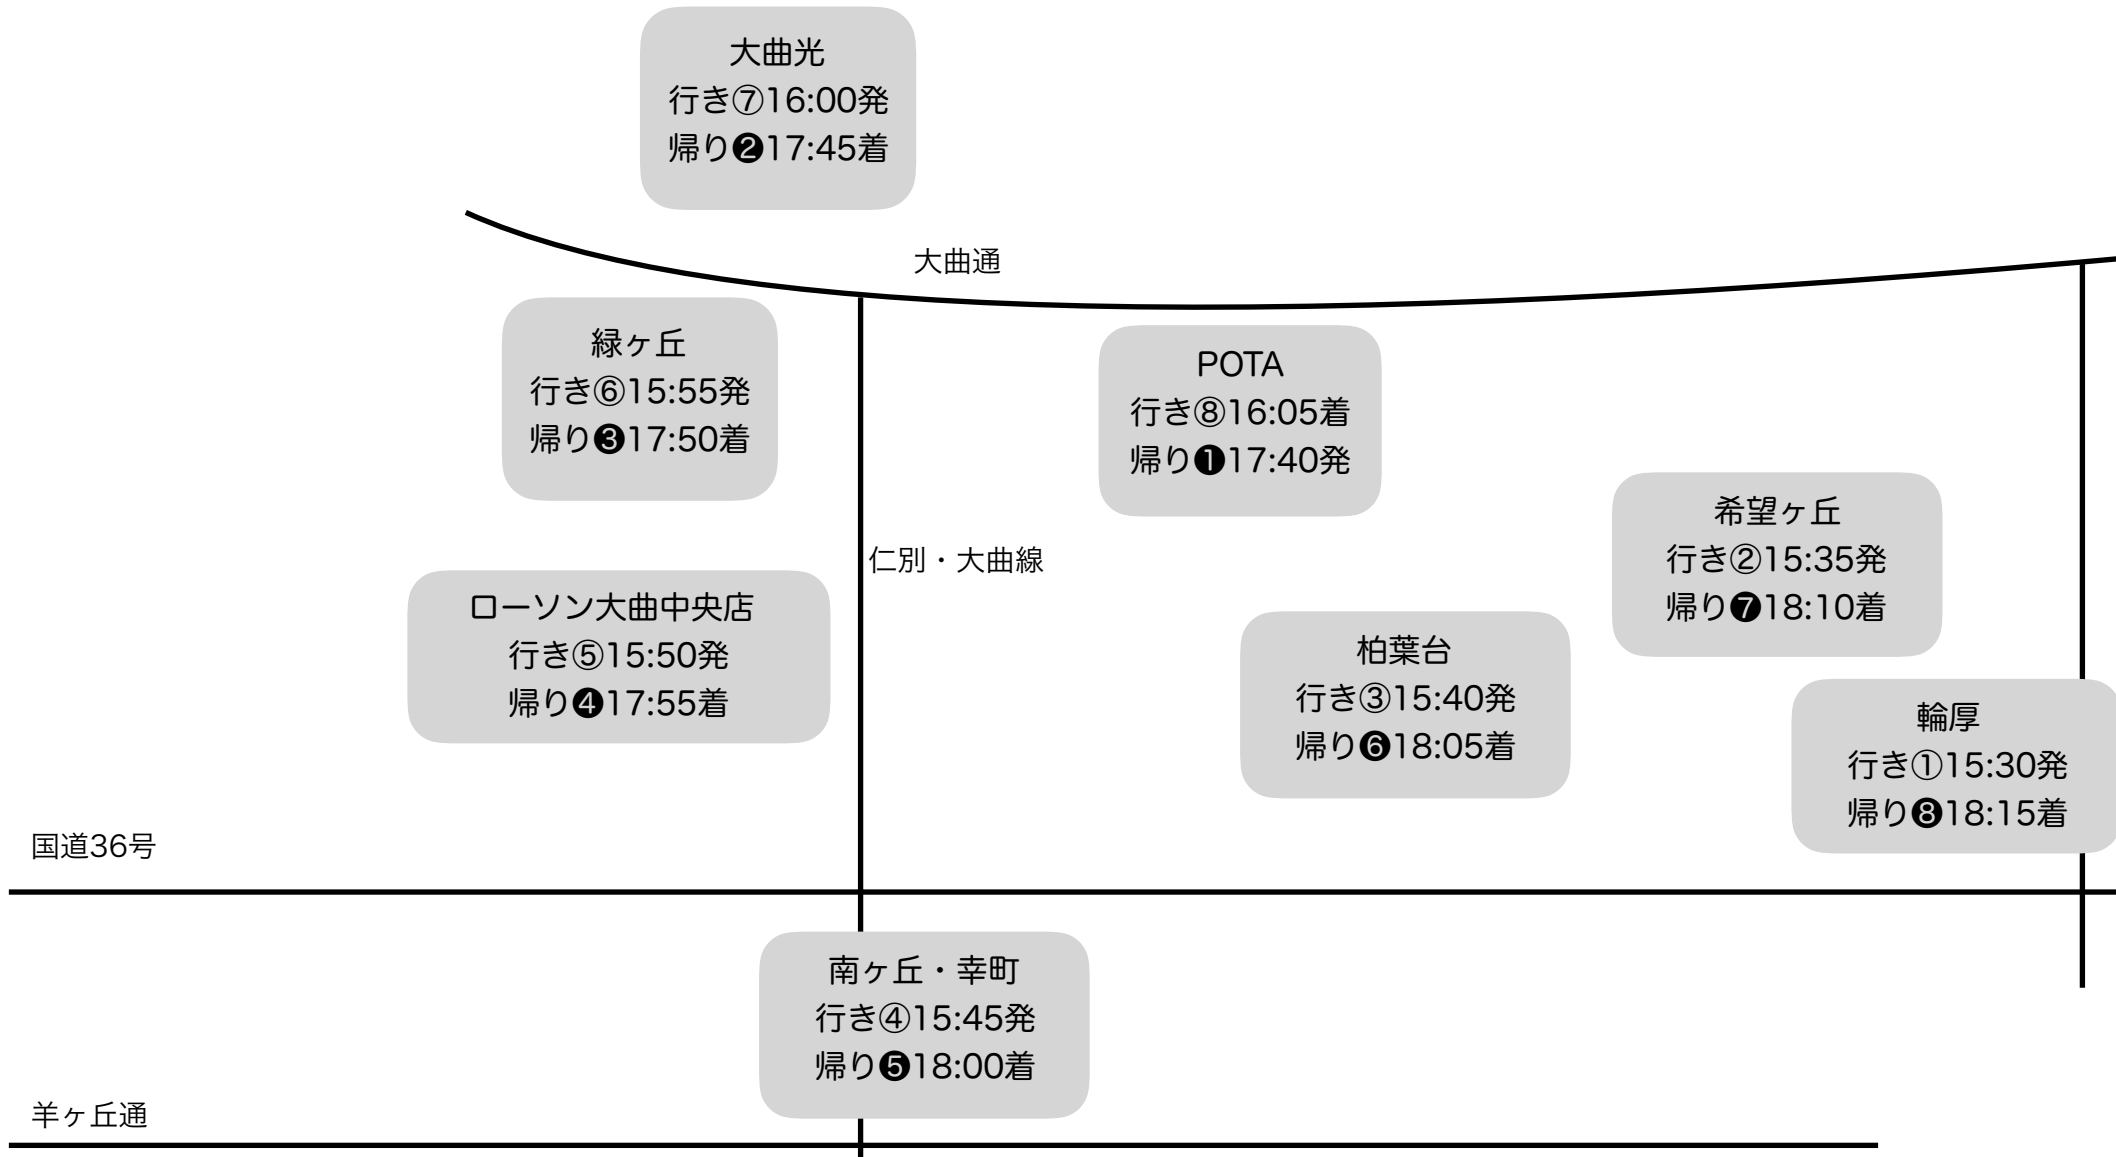 大曲光
行き⑦16:00発
帰り❷17:45着
大曲通
緑ヶ丘
行き⑥15:55発
帰り❸17:50着
POTA
行き⑧16:05着
帰り❶17:40発
希望ヶ丘
行き②15:35発
帰り❼18:10着
仁別・大曲線
ローソン大曲中央店
行き⑤15:50発
帰り❹17:55着
柏葉台
行き③15:40発
帰り❻18:05着
輪厚
行き①15:30発
帰り❽18:15着
国道36号
南ヶ丘・幸町
行き④15:45発
帰り❺18:00着
羊ヶ丘通